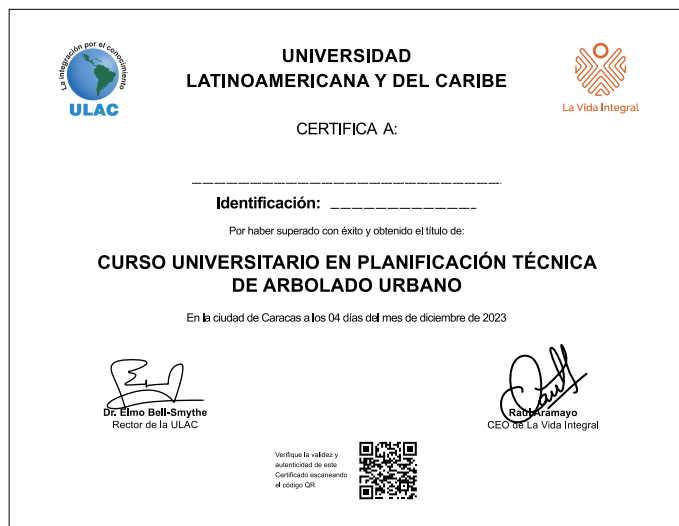 La integración por el conocimiento
ULAC
UNIVERSIDAD
LATINOAMERICANA Y DEL CARIBE
La Vida Integral
CERTIFICA A:
Identificación:
Por haber superado con éxito y obtenido el título de:
CURSO UNIVERSITARIO EN PLANIFICACIÓN TÉCNICA
DE ARBOLADO URBANO
En la ciudad de Caracas a los 04 días del mes de diciembre de 2023
Dr. Elmo Bell-Smythe
Rector de la ULAC
Raúl Aramayo
CEO de La Vida Integral
Verifique la validez y
autenticidad de este
Certificado escaneando
el código QR